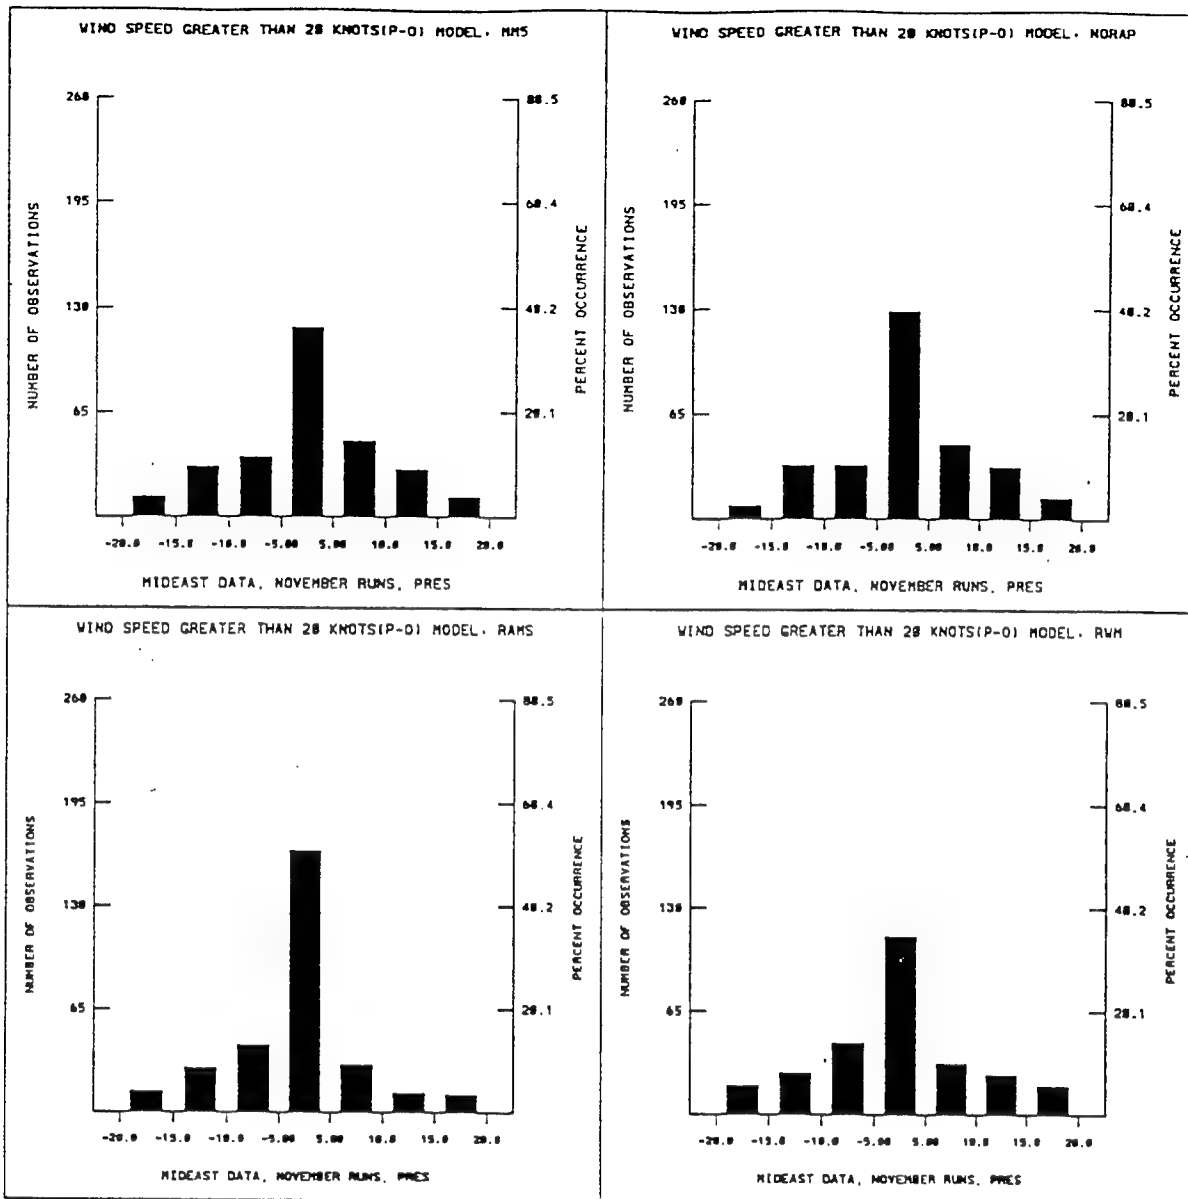 WIND SPEED GREATER THAN 20 KNOTS(P-O) MODEL. MM5
260
195
130
65
80.5
60.4
40.2
20.1
NUMBER OF OBSERVATIONS
PERCENT OCCURRENCE
-20.0 -15.0 -10.0 -5.00 5.00 10.0 15.0 20.0
MIDEAST DATA, NOVEMBER RUNS, PRES
WIND SPEED GREATER THAN 20 KNOTS(P-O) MODEL. NORAP
260
195
130
65
80.5
60.4
40.2
20.1
NUMBER OF OBSERVATIONS
PERCENT OCCURRENCE
-20.0 -15.0 -10.0 -5.00 5.00 10.0 15.0 20.0
MIDEAST DATA, NOVEMBER RUNS, PRES
WIND SPEED GREATER THAN 20 KNOTS(P-O) MODEL. RAMS
260
195
130
65
80.5
60.4
40.2
20.1
NUMBER OF OBSERVATIONS
PERCENT OCCURRENCE
-20.0 -15.0 -10.0 -5.00 5.00 10.0 15.0 20.0
MIDEAST DATA, NOVEMBER RUNS, PRES
WIND SPEED GREATER THAN 20 KNOTS(P-O) MODEL. RWM
260
195
130
65
80.5
60.4
40.2
20.1
NUMBER OF OBSERVATIONS
PERCENT OCCURRENCE
-20.0 -15.0 -10.0 -5.00 5.00 10.0 15.0 20.0
MIDEAST DATA, NOVEMBER RUNS, PRES